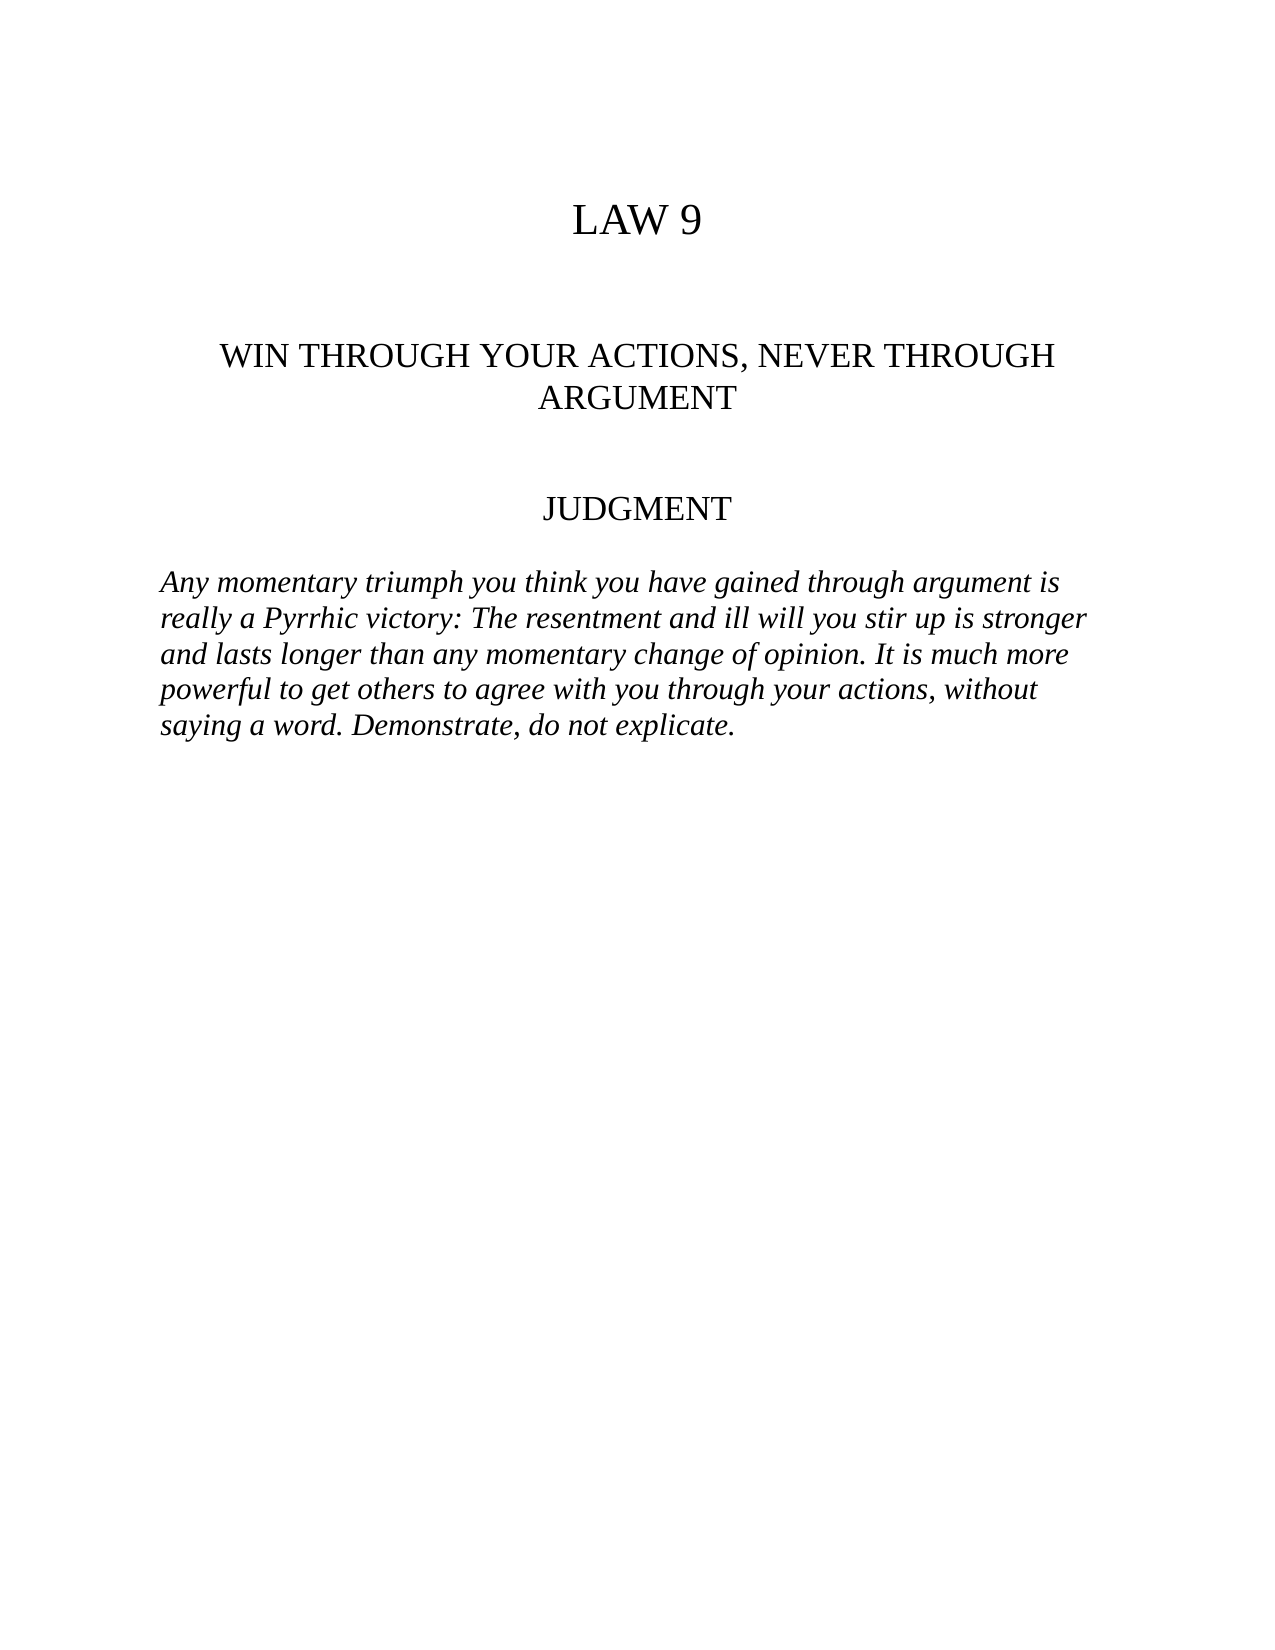 LAW 9
WIN THROUGH YOUR ACTIONS, NEVER THROUGH
ARGUMENT
JUDGMENT
Any momentary triumph you think you have gained through argument is
really a Pyrrhic victory: The resentment and ill will you stir up is stronger
and lasts longer than any momentary change of opinion. It is much more
powerful to get others to agree with you through your actions, without
saying a word. Demonstrate, do not explicate.